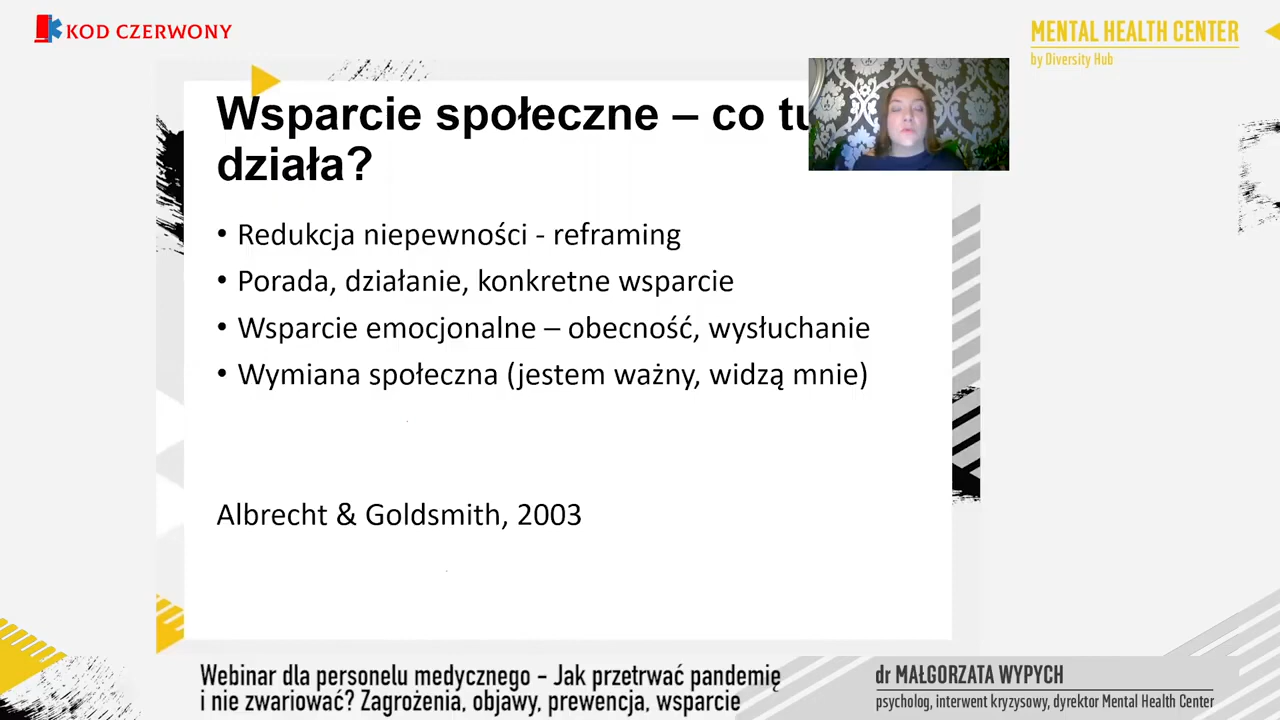 KOD CZERWONY
MENTAL HEALTH CENTER
by Diversity Hub
Wsparcie społeczne – co tu
działa?
• Redukcja niepewności - reframing
• Porada, działanie, konkretne wsparcie
• Wsparcie emocjonalne – obecność, wysłuchanie
• Wymiana społeczna (jestem ważny, widzą mnie)
Albrecht & Goldsmith, 2003
Webinar dla personelu medycznego – Jak przetrwać pandemię
i nie zwariować? Zagrożenia, objawy, prewencja, wsparcie
dr MAŁGORZATA WYPYCH
psycholog, interwent kryzysowy, dyrektor Mental Health Center